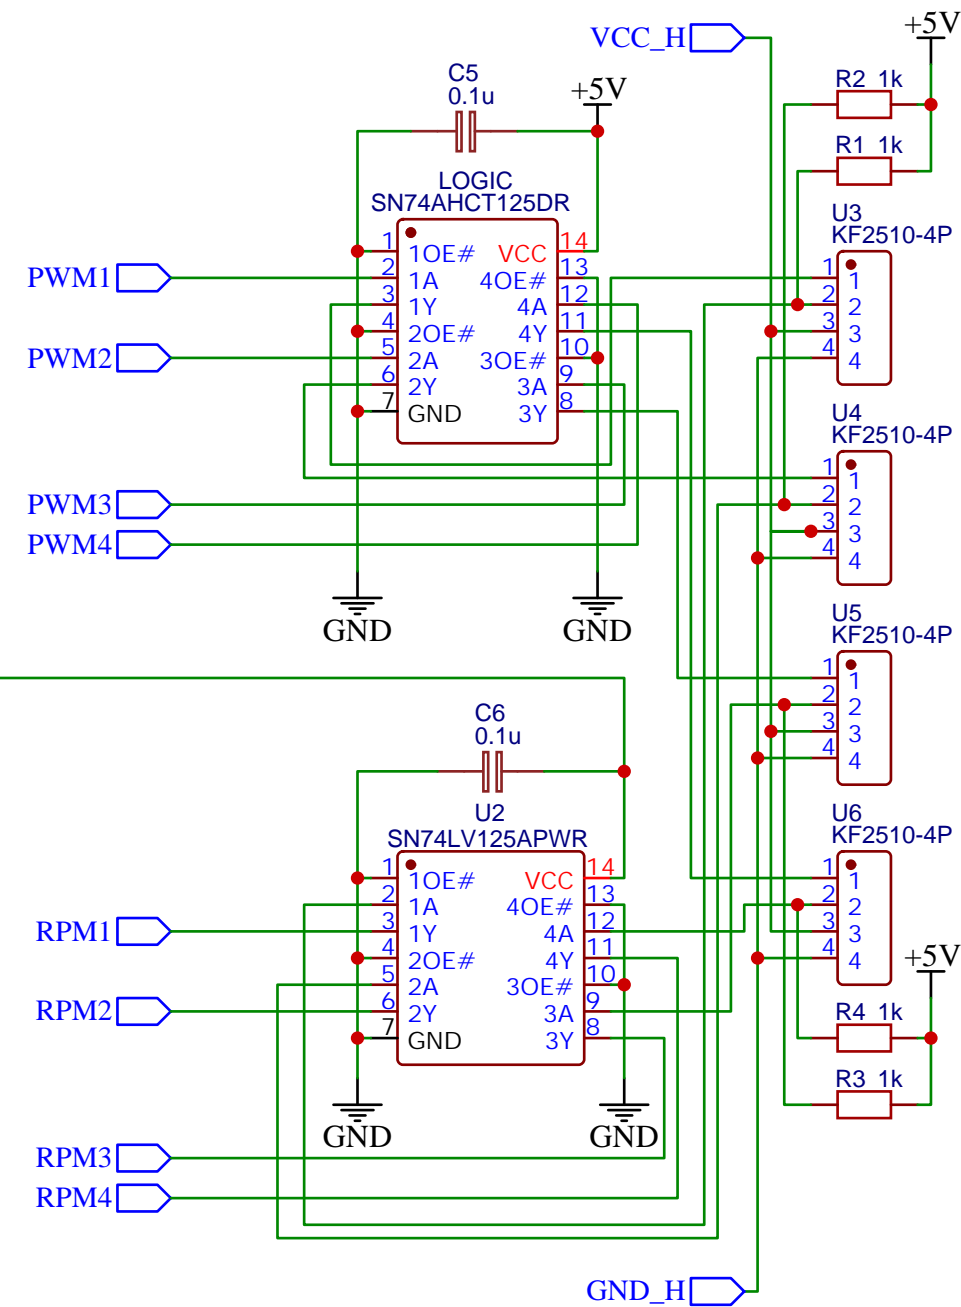 VCC_H
+5V
R2 1k
R1 1k
C5
0.1u
+5V
LOGIC
SN74AHCT125DR
1 1OE#
2 1A
3 1Y
4 2OE#
5 2A
6 2Y
7 GND
VCC 14
4OE# 13
4A 12
4Y 11
3OE# 10
3A 9
3Y 8
PWM1
PWM2
PWM3
PWM4
GND
GND
U3
KF2510-4P
1 1
2 2
3 3
4 4
U4
KF2510-4P
1 1
2 2
3 3
4 4
U5
KF2510-4P
1 1
2 2
3 3
4 4
U6
KF2510-4P
1 1
2 2
3 3
4 4
+5V
R4 1k
R3 1k
C6
0.1u
U2
SN74LV125APWR
1 1OE#
2 1A
3 1Y
4 2OE#
5 2A
6 2Y
7 GND
VCC 14
4OE# 13
4A 12
4Y 11
3OE# 10
3A 9
3Y 8
RPM1
RPM2
RPM3
RPM4
GND
GND
GND_H